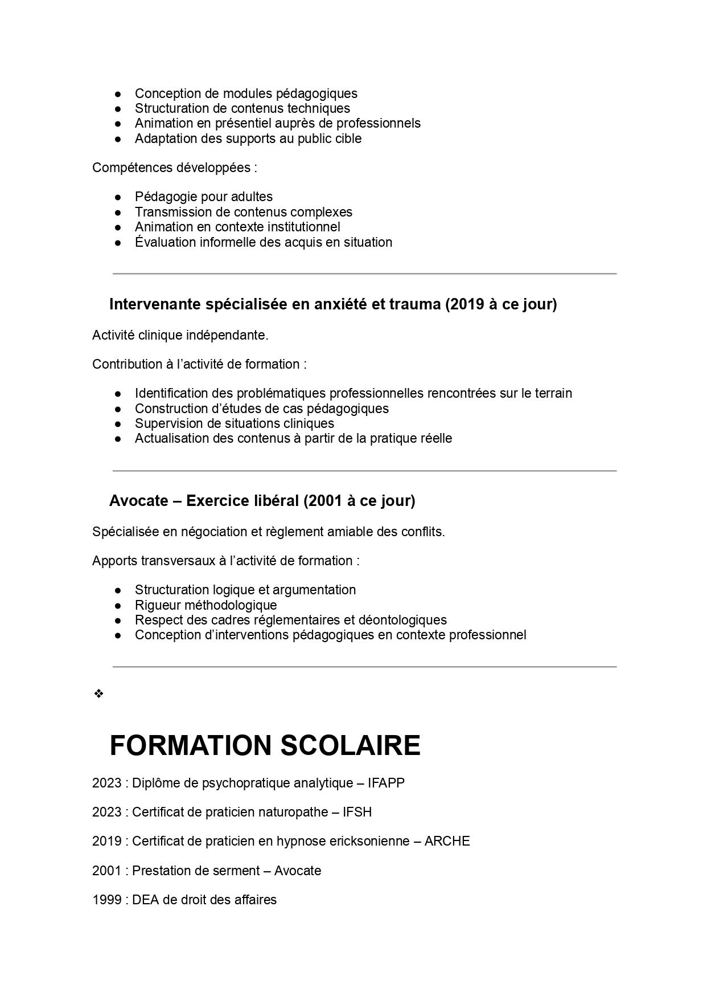 ● Conception de modules pédagogiques
● Structuration de contenus techniques
● Animation en présentiel auprès de professionnels
● Adaptation des supports au public cible
Compétences développées :
● Pédagogie pour adultes
● Transmission de contenus complexes
● Animation en contexte institutionnel
● Évaluation informelle des acquis en situation
Intervenante spécialisée en anxiété et trauma (2019 à ce jour)
Activité clinique indépendante.
Contribution à l’activité de formation :
● Identification des problématiques professionnelles rencontrées sur le terrain
● Construction d’études de cas pédagogiques
● Supervision de situations cliniques
● Actualisation des contenus à partir de la pratique réelle
Avocate – Exercice libéral (2001 à ce jour)
Spécialisée en négociation et règlement amiable des conflits.
Apports transversaux à l’activité de formation :
● Structuration logique et argumentation
● Rigueur méthodologique
● Respect des cadres réglementaires et déontologiques
● Conception d’interventions pédagogiques en contexte professionnel
❖
FORMATION SCOLAIRE
2023 : Diplôme de psychopratique analytique – IFAPP
2023 : Certificat de praticien naturopathe – IFSH
2019 : Certificat de praticien en hypnose ericksonienne – ARCHE
2001 : Prestation de serment – Avocate
1999 : DEA de droit des affaires